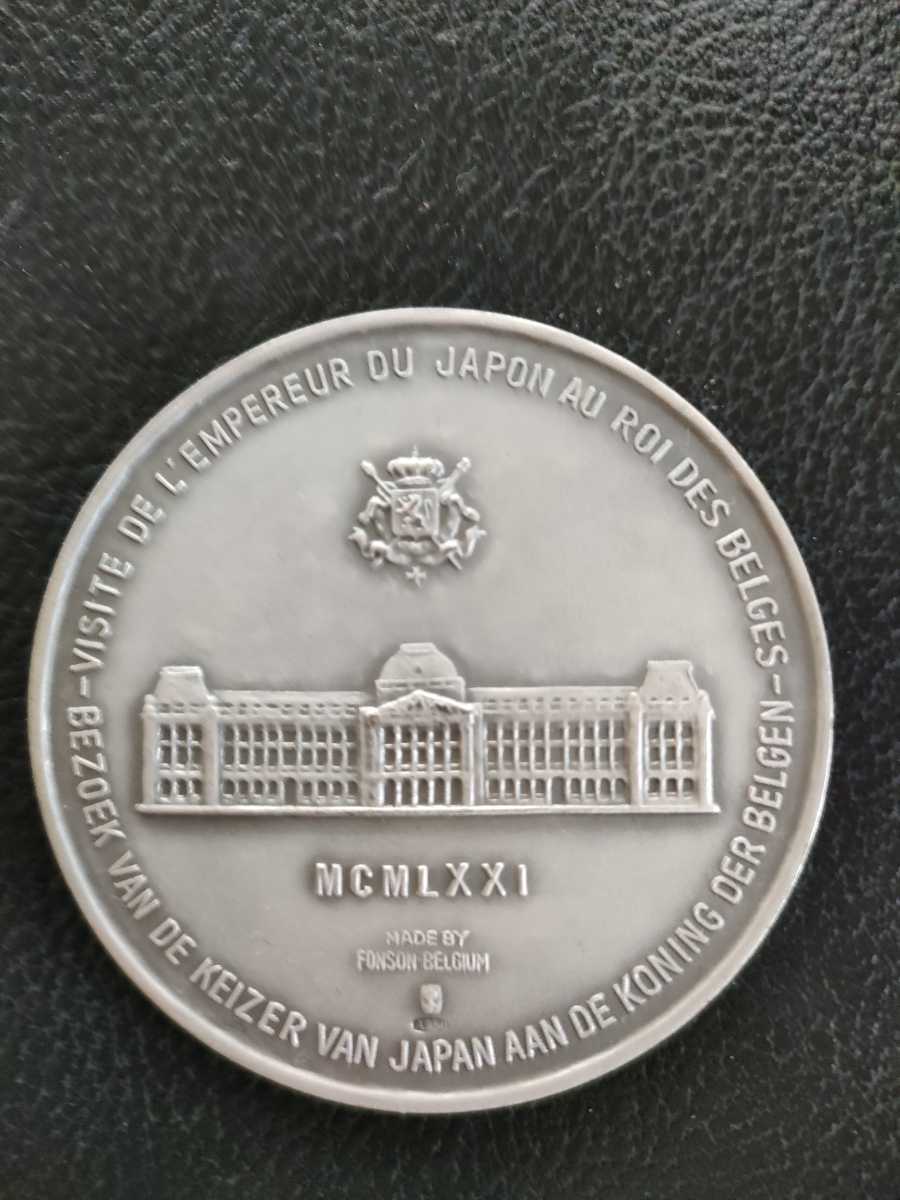 -VISITE DE L'EMPEREUR DU JAPON AU ROI DES BELGES-
BEZOEK VAN DE KEIZER VAN JAPAN AAN DE KONING DER BELGEN
MCMLXXI
MADE BY
FONSON-BELGIUM